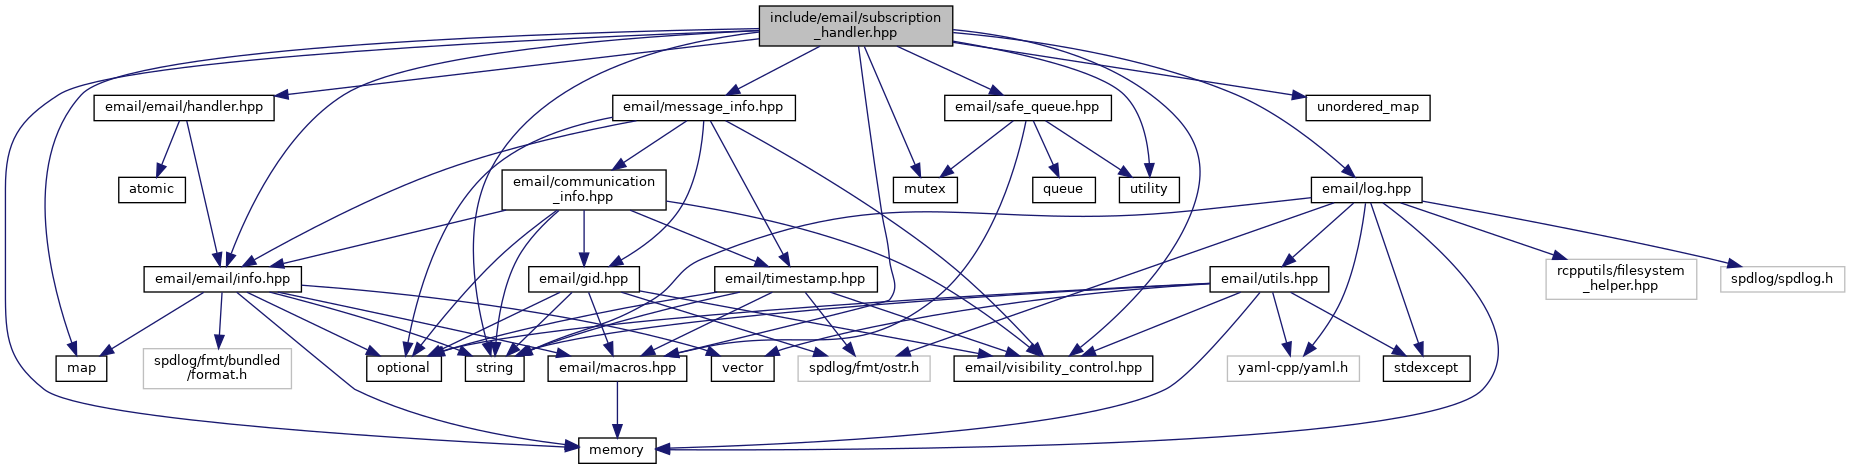 include/email/subscription
_handler.hpp
email/email/handler.hpp
email/message_info.hpp
email/safe_queue.hpp
unordered_map
atomic
email/communication
_info.hpp
mutex
queue
utility
email/log.hpp
email/email/info.hpp
email/gid.hpp
email/timestamp.hpp
email/utils.hpp
rcpputils/filesystem
_helper.hpp
spdlog/spdlog.h
map
spdlog/fmt/bundled
/format.h
optional
string
email/macros.hpp
vector
spdlog/fmt/ostr.h
email/visibility_control.hpp
yaml-cpp/yaml.h
stdexcept
memory